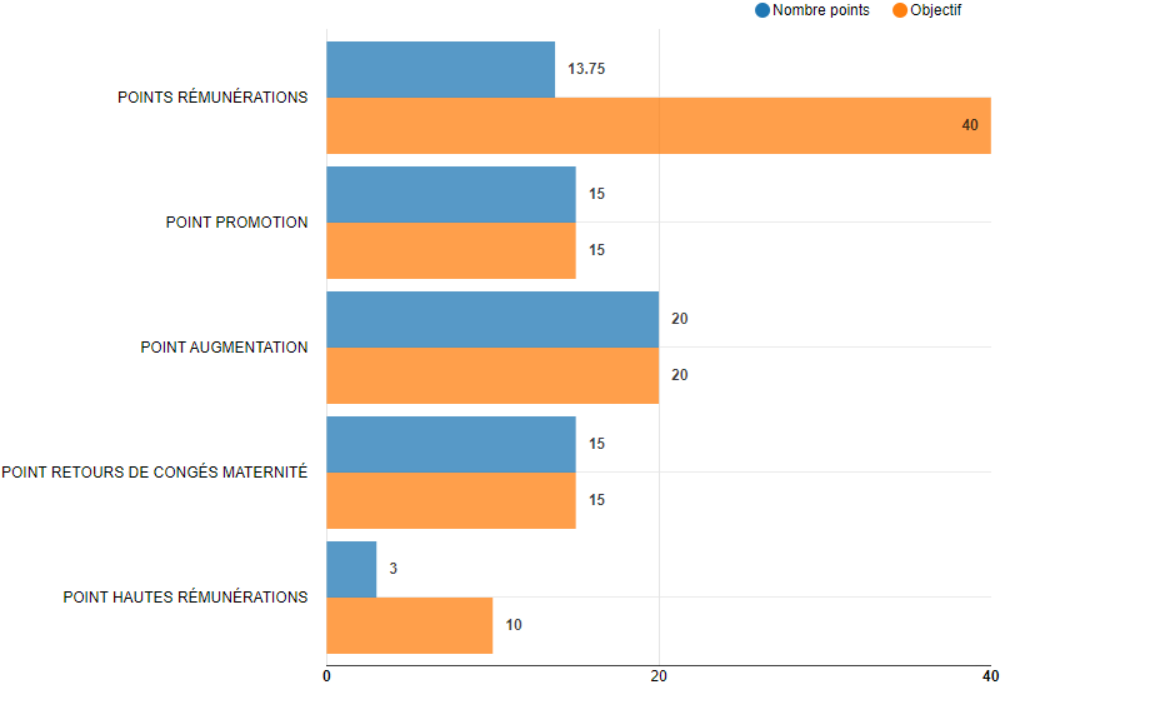 Nombre points Objectif
13.75
POINTS RÉMUNÉRATIONS
40
15
POINT PROMOTION
15
20
POINT AUGMENTATION
20
15
POINT RETOURS DE CONGÉS MATERNITÉ
15
3
POINT HAUTES RÉMUNÉRATIONS
10
0 20 40